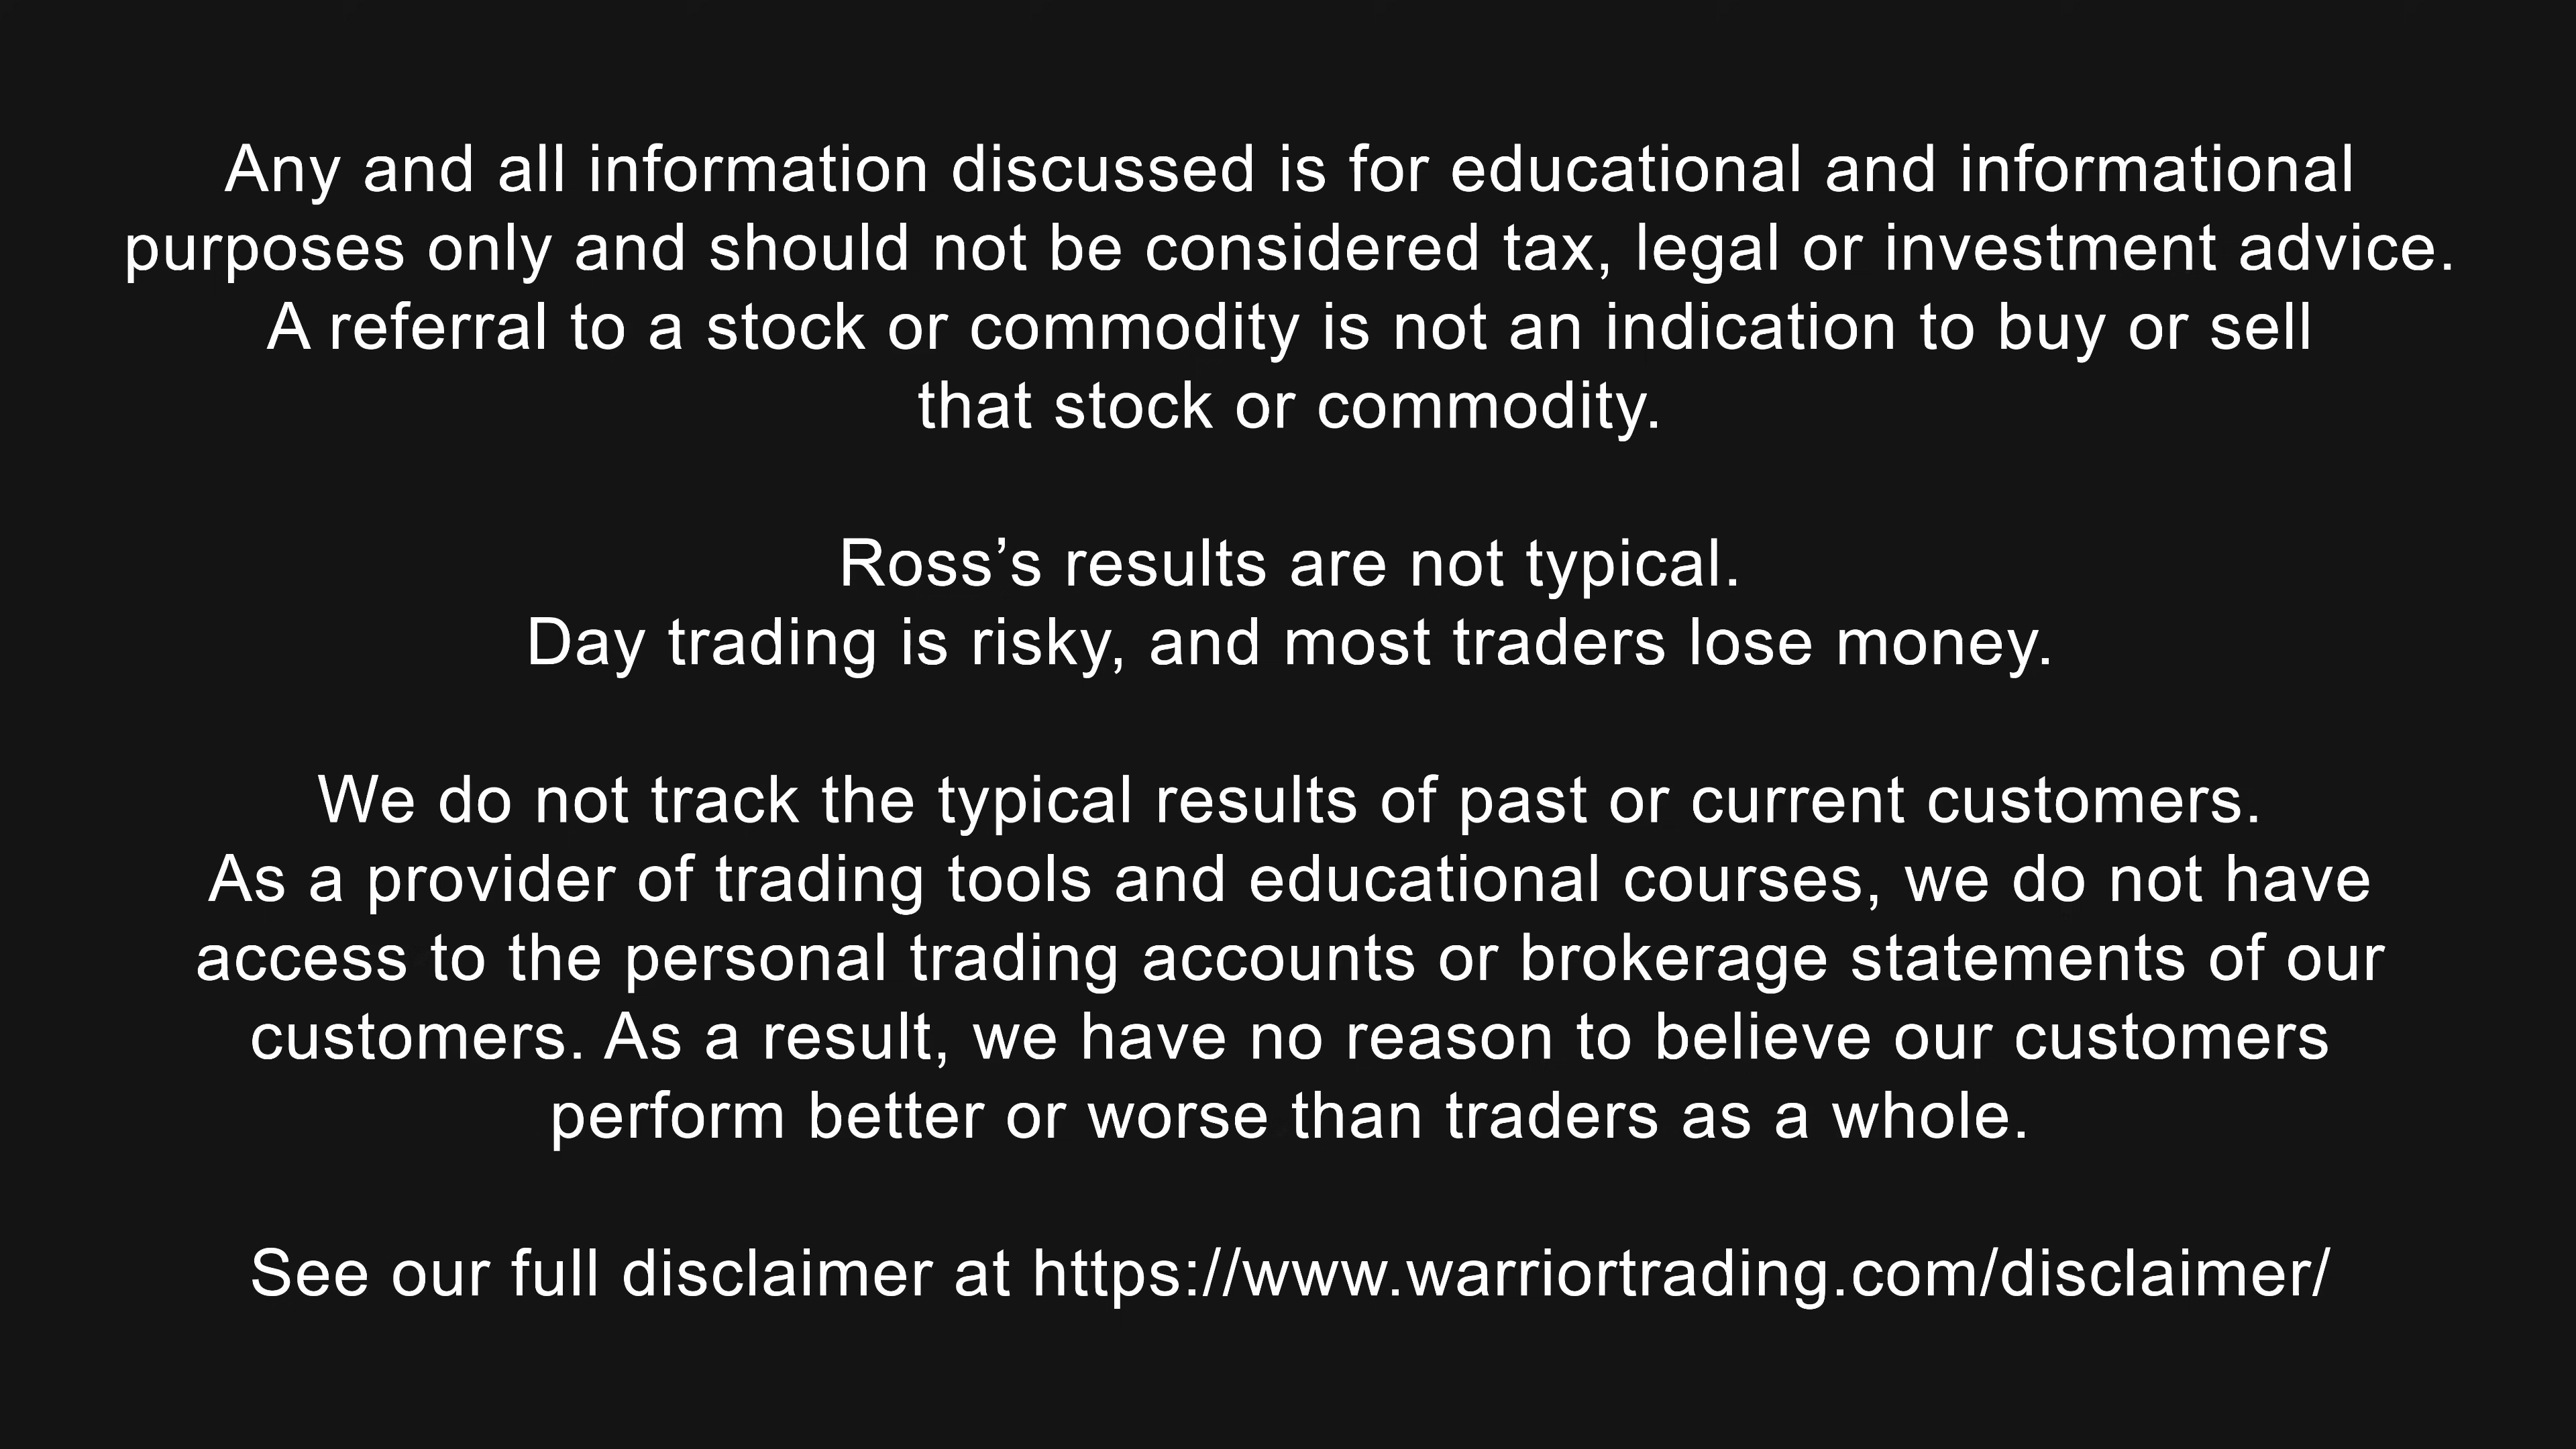 Any and all information discussed is for educational and informational
purposes only and should not be considered tax, legal or investment advice.
A referral to a stock or commodity is not an indication to buy or sell
that stock or commodity.
Ross’s results are not typical.
Day trading is risky, and most traders lose money.
We do not track the typical results of past or current customers.
As a provider of trading tools and educational courses, we do not have
access to the personal trading accounts or brokerage statements of our
customers. As a result, we have no reason to believe our customers
perform better or worse than traders as a whole.
See our full disclaimer at https://www.warriortrading.com/disclaimer/